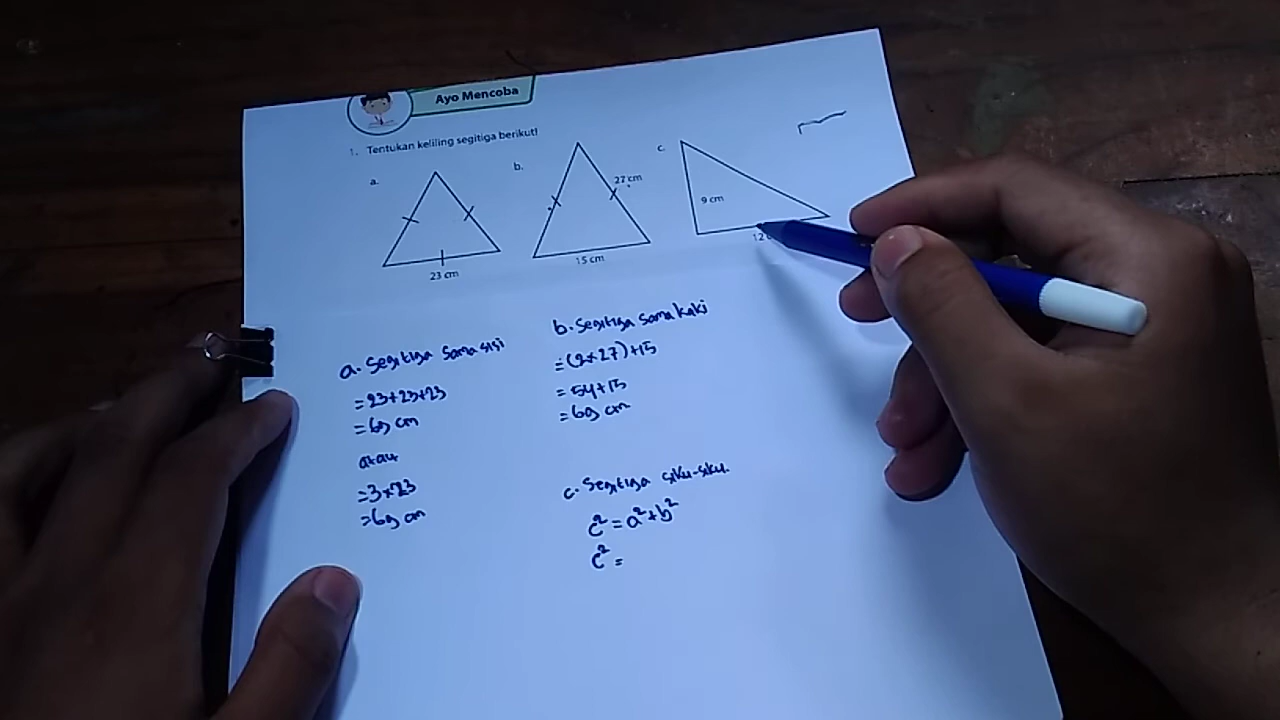 Ayo Mencoba
1. Tentukan keliling segitiga berikut!
a.
b.
c.
27 cm
9 cm
12
15 cm
23 cm
a. Segitiga sama sisi
= 23+23+23
= 69 cm
atau
= 3×23
= 69 cm
b. Segitiga sama kaki
= (2×27)+15
= 54+15
= 69 cm
c. Segitiga siku-siku.
c² = a²+b²
c² =